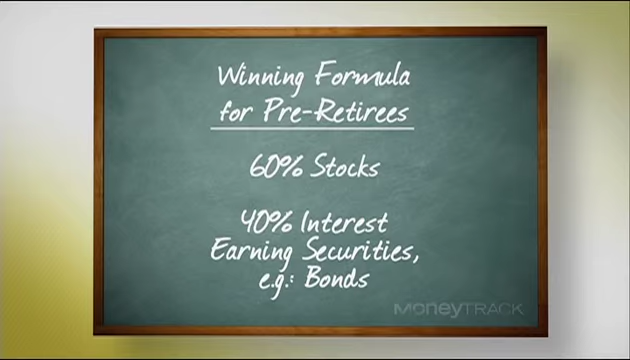 Winning Formula
for Pre-Retirees
60% Stocks
40% Interest
Earning Securities,
e.g.: Bonds
MoneyTRACK